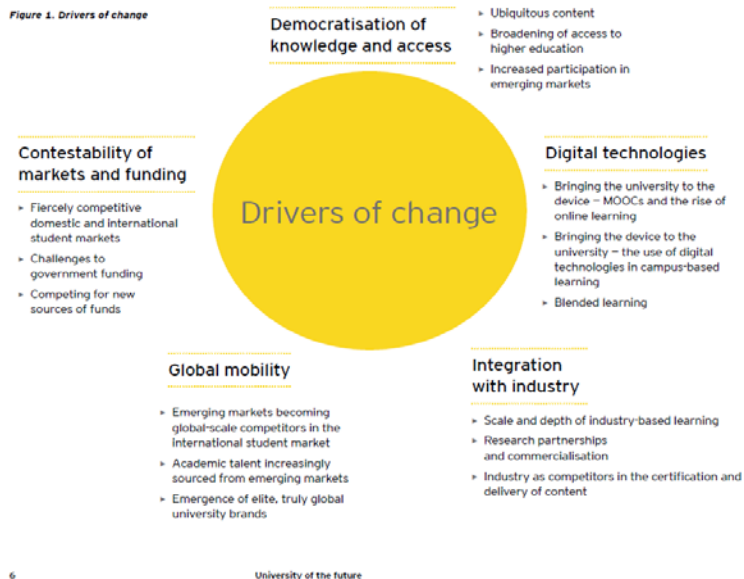 Figure 1. Drivers of change
Democratisation of
knowledge and access
► Ubiquitous content
► Broadening of access to
higher education
► Increased participation in
emerging markets
Contestability of
markets and funding
► Fiercely competitive
domestic and international
student markets
► Challenges to
government funding
► Competing for new
sources of funds
Drivers of change
Digital technologies
► Bringing the university to the
device – MOOCs and the rise of
online learning
► Bringing the device to the
university – the use of digital
technologies in campus-based
learning
► Blended learning
Global mobility
► Emerging markets becoming
global-scale competitors in the
international student market
► Academic talent increasingly
sourced from emerging markets
► Emergence of elite, truly global
university brands
Integration
with industry
► Scale and depth of industry-based learning
► Research partnerships
and commercialisation
► Industry as competitors in the certification and
delivery of content
6
University of the future